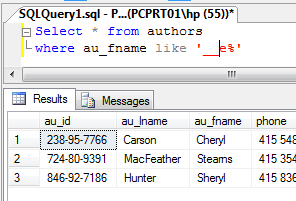 SQLQuery1.sql - P...(PCPRT01\hp (55))*
Select * from authors
where au_fname like '__e%'
Results Messages
au_id au_lname au_fname phone
1 238-95-7766 Carson Cheryl 415 548
2 724-80-9391 MacFeather Stearns 415 354
3 846-92-7186 Hunter Sheryl 415 836